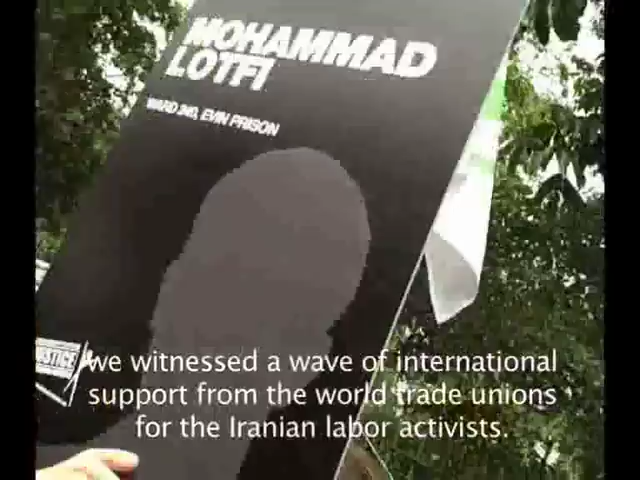 MOHAMMAD
LOTFI
WARD 240, EVIN PRISON
JUSTICE
we witnessed a wave of international
support from the world trade unions
for the Iranian labor activists.